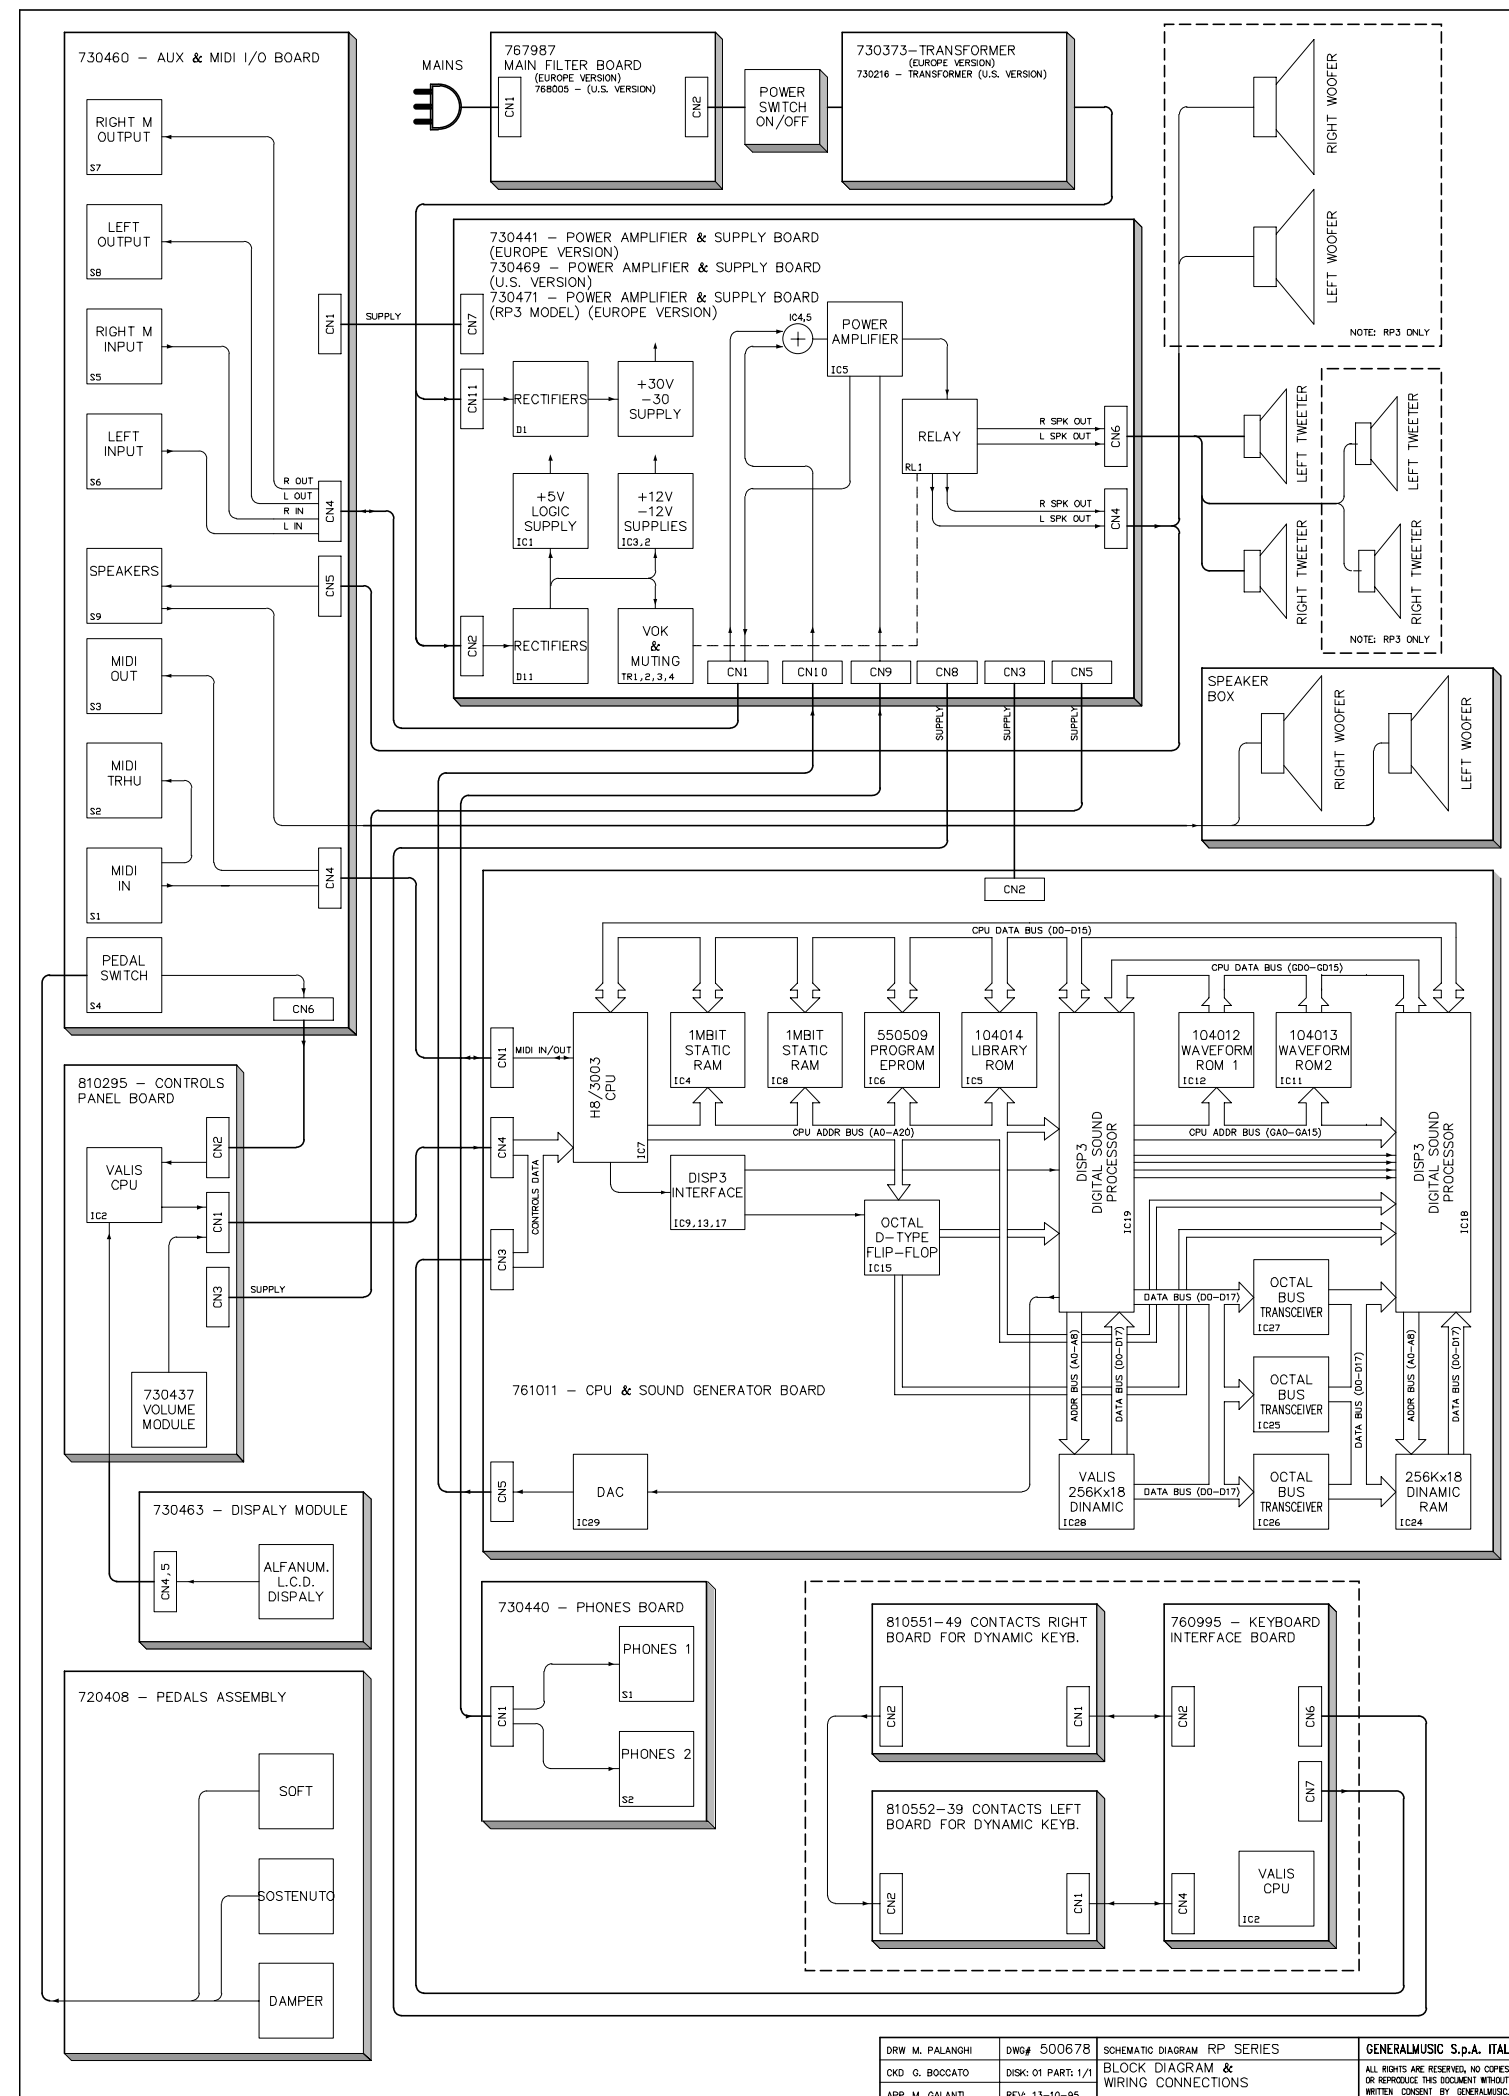 730460 – AUX & MIDI I/O BOARD
RIGHT M
OUTPUT
S7
LEFT
OUTPUT
S8
RIGHT M
INPUT
S5
LEFT
INPUT
S6
R OUT
L OUT
R IN
L IN
CN1
CN4
CN5
SPEAKERS
S9
MIDI
OUT
S3
MIDI
TRHU
S2
MIDI
IN
S1
CN4
PEDAL
SWITCH
S4
CN6
SUPPLY
MAINS
767987
MAIN FILTER BOARD
(EUROPE VERSION)
768005 – (U.S. VERSION)
CN1
CN2
POWER
SWITCH
ON/OFF
730373–TRANSFORMER
(EUROPE VERSION)
730216 – TRANSFORMER (U.S. VERSION)
730441 – POWER AMPLIFIER & SUPPLY BOARD
(EUROPE VERSION)
730469 – POWER AMPLIFIER & SUPPLY BOARD
(U.S. VERSION)
730471 – POWER AMPLIFIER & SUPPLY BOARD
(RP3 MODEL) (EUROPE VERSION)
CN7
CN11
CN2
RECTIFIERS
D1
+30V
–30
SUPPLY
+5V
LOGIC
SUPPLY
IC1
+12V
–12V
SUPPLIES
IC3,2
RECTIFIERS
D11
VOK
&
MUTING
TR1,2,3,4
IC4,5
POWER
AMPLIFIER
IC5
RELAY
RL1
R SPK OUT
L SPK OUT
CN6
R SPK OUT
L SPK OUT
CN4
CN1
CN10
CN9
CN8
CN3
CN5
SUPPLY
SUPPLY
SUPPLY
RIGHT WOOFER
LEFT WOOFER
NOTE: RP3 ONLY
LEFT TWEETER
RIGHT TWEETER
LEFT TWEETER
RIGHT TWEETER
NOTE: RP3 ONLY
SPEAKER
BOX
RIGHT WOOFER
LEFT WOOFER
810295 – CONTROLS
PANEL BOARD
CN2
VALIS
CPU
IC2
CN1
CN3
SUPPLY
730437
VOLUME
MODULE
730463 – DISPALY MODULE
CN4,5
ALFANUM.
L.C.D.
DISPALY
720408 – PEDALS ASSEMBLY
SOFT
SOSTENUTO
DAMPER
CN2
CPU DATA BUS (D0–D15)
CPU DATA BUS (GD0–GD15)
CN1
MIDI IN/OUT
CN4
CONTROLS DATA
CN3
H8/3003
CPU
IC7
1MBIT
STATIC
RAM
IC4
1MBIT
STATIC
RAM
IC8
550509
PROGRAM
EPROM
IC6
104014
LIBRARY
ROM
IC5
CPU ADDR BUS (A0–A20)
DISP3
INTERFACE
IC9,13,17
OCTAL
D–TYPE
FLIP–FLOP
IC15
DISP3
DIGITAL SOUND
PROCESSOR
IC19
104012
WAVEFORM
ROM 1
IC12
104013
WAVEFORM
ROM2
IC11
CPU ADDR BUS (GA0–GA15)
DISP3
DIGITAL SOUND
PROCESSOR
IC18
DATA BUS (D0–D17)
OCTAL
BUS
TRANSCEIVER
IC27
OCTAL
BUS
TRANSCEIVER
IC25
OCTAL
BUS
TRANSCEIVER
IC26
ADDR BUS (A0–A8)
DATA BUS (D0–D17)
DATA BUS (D0–D17)
ADDR BUS (A0–A8)
DATA BUS (D0–D17)
761011 – CPU & SOUND GENERATOR BOARD
CN5
DAC
IC29
VALIS
256Kx18
DINAMIC
IC28
DATA BUS (D0–D17)
256Kx18
DINAMIC
RAM
IC24
730440 – PHONES BOARD
CN1
PHONES 1
S1
PHONES 2
S2
810551–49 CONTACTS RIGHT
BOARD FOR DYNAMIC KEYB.
CN2
CN1
810552–39 CONTACTS LEFT
BOARD FOR DYNAMIC KEYB.
CN2
CN1
760995 – KEYBOARD
INTERFACE BOARD
CN2
CN6
CN7
CN4
VALIS
CPU
IC2
DRW M. PALANGHI
DWG# 500678
SCHEMATIC DIAGRAM RP SERIES
GENERALMUSIC S.p.A. ITAL
CKD G. BOCCATO
DISK: 01 PART: 1/1
BLOCK DIAGRAM &
WIRING CONNECTIONS
ALL RIGHTS ARE RESERVED, NO COPIES
OR REPRODUCE THIS DOCUMENT WITHOUT
WRITTEN CONSENT BY GENERALMUSIC.
APP M. GALANTI
REV: 13–10–95